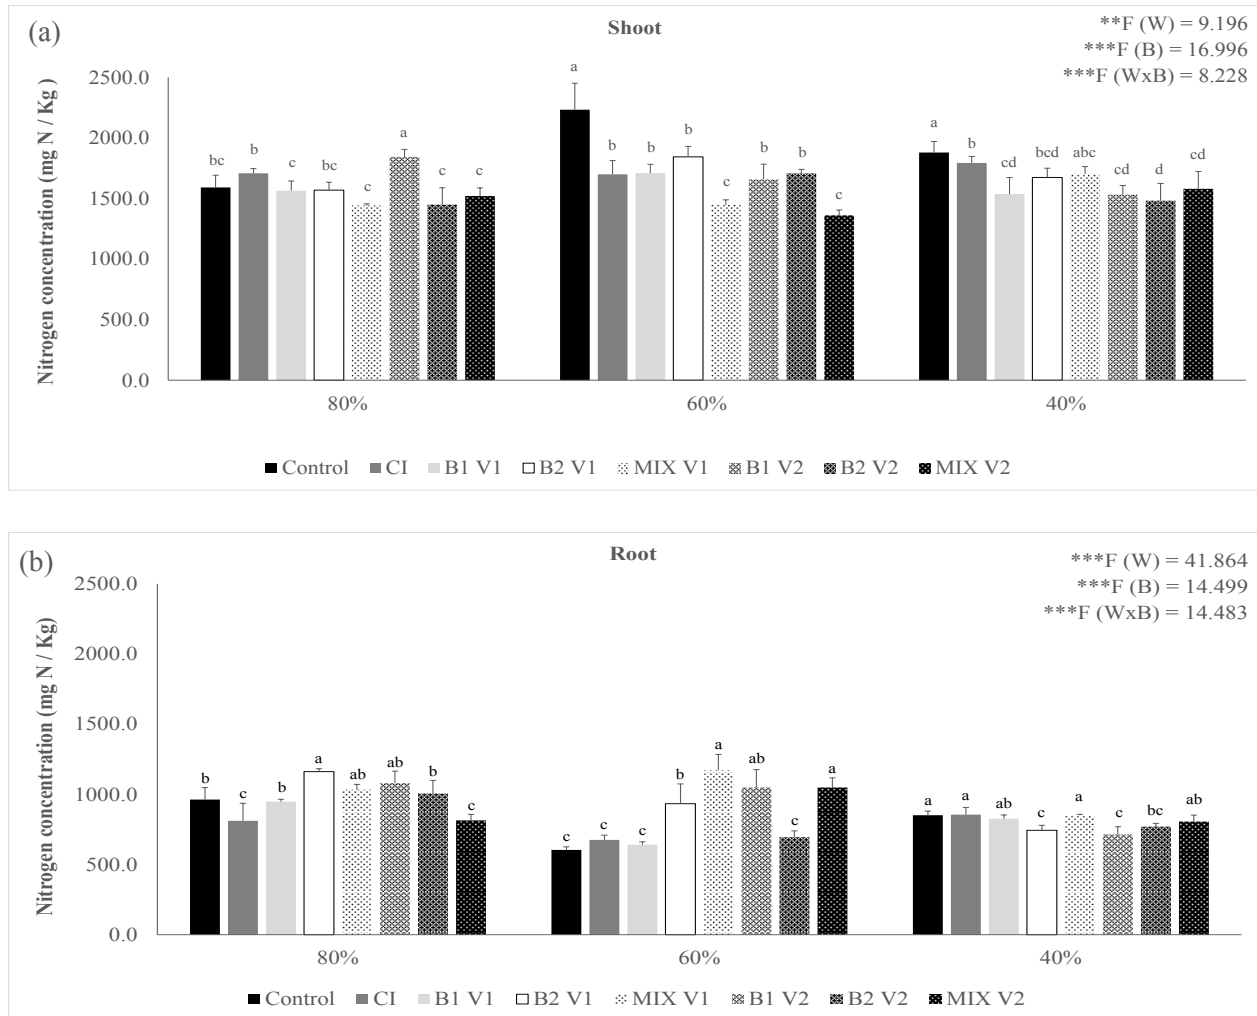 (a)
Shoot
**F (W) = 9.196
***F (B) = 16.996
***F (WxB) = 8.228
Nitrogen concentration (mg N / Kg)
2500.0
2000.0
1500.0
1000.0
500.0
0.0
bc b c bc c a c c
a b b b c b b c
a b cd bcd abc cd d cd
80% 60% 40%
Control CI B1 V1 B2 V1 MIX V1 B1 V2 B2 V2 MIX V2
(b)
Root
***F (W) = 41.864
***F (B) = 14.499
***F (WxB) = 14.483
Nitrogen concentration (mg N / Kg)
2500.0
2000.0
1500.0
1000.0
500.0
0.0
b c b a ab ab b c
c c c b a ab c a
a a ab c a c bc ab
80% 60% 40%
Control CI B1 V1 B2 V1 MIX V1 B1 V2 B2 V2 MIX V2